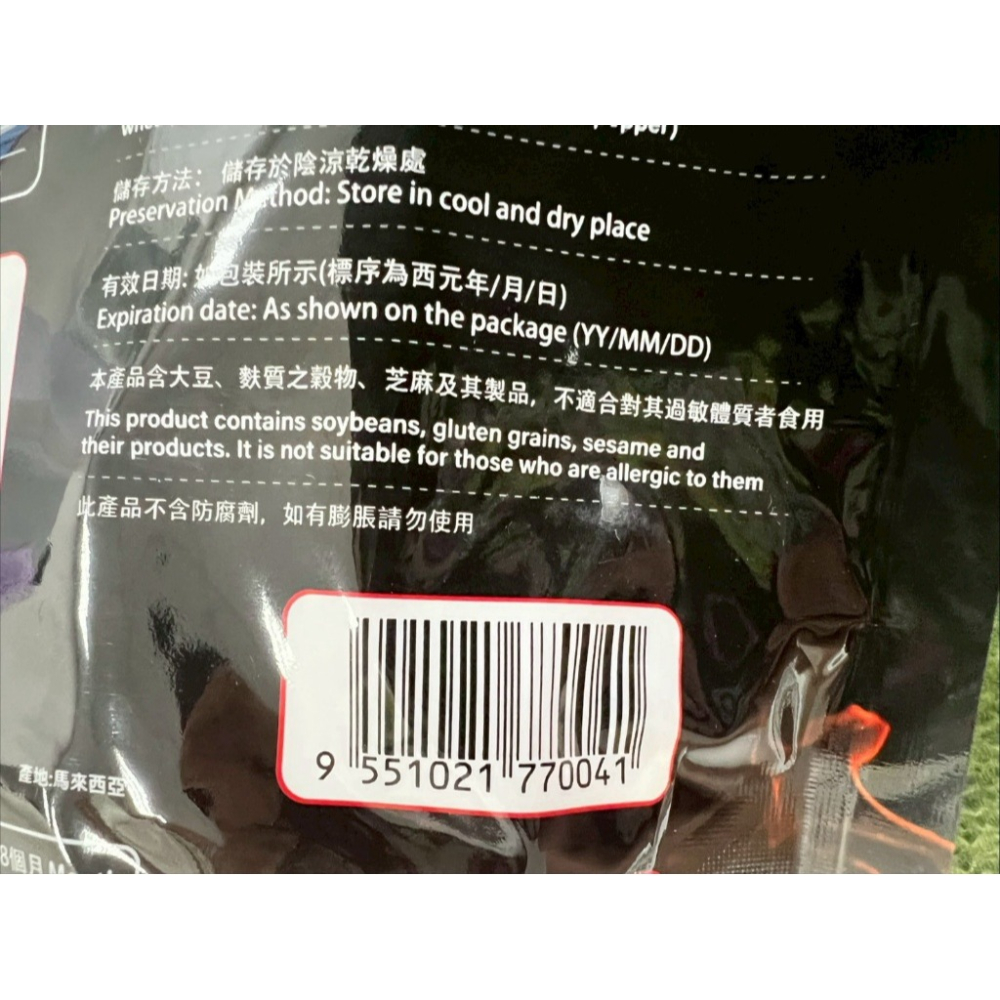 儲存方法: 儲存於陰涼乾燥處
Preservation Method: Store in cool and dry place
有效日期: 如包裝所示(標序為西元年/月/日)
Expiration date: As shown on the package (YY/MM/DD)
本產品含大豆、麩質之穀物、芝麻及其製品, 不適合對其過敏體質者食用
This product contains soybeans, gluten grains, sesame and
their products. It is not suitable for those who are allergic to them
此產品不含防腐劑, 如有膨脹請勿使用
9 551021 770041
產地:馬來西亞
8個月